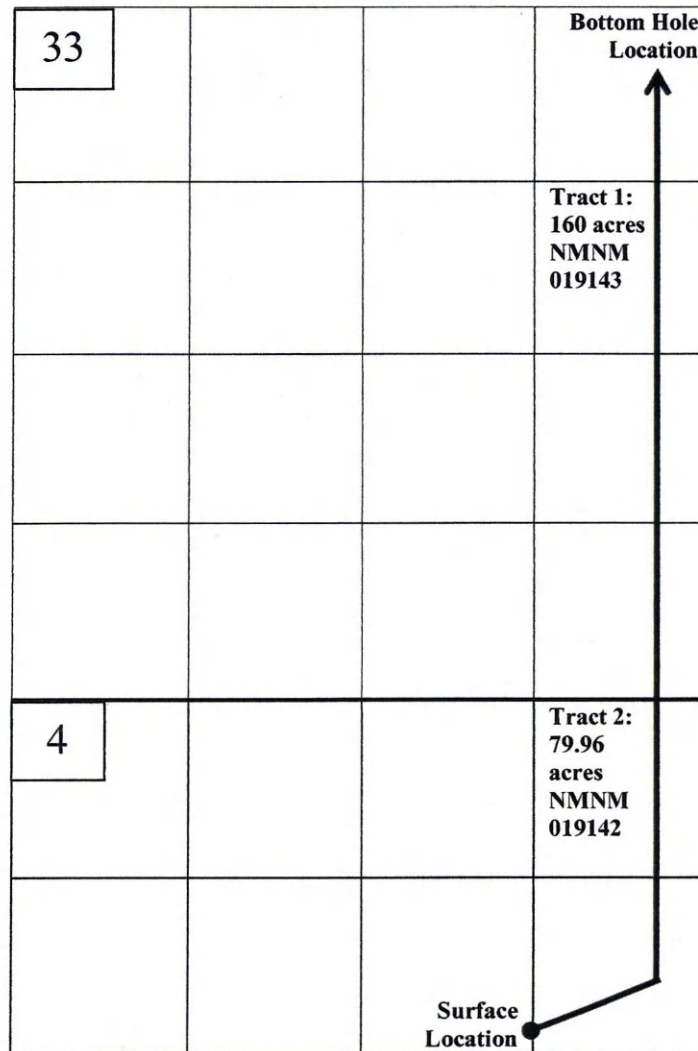 33
Bottom Hole
Location
Tract 1:
160 acres
NMNM
019143
4
Tract 2:
79.96
acres
NMNM
019142
Surface
Location